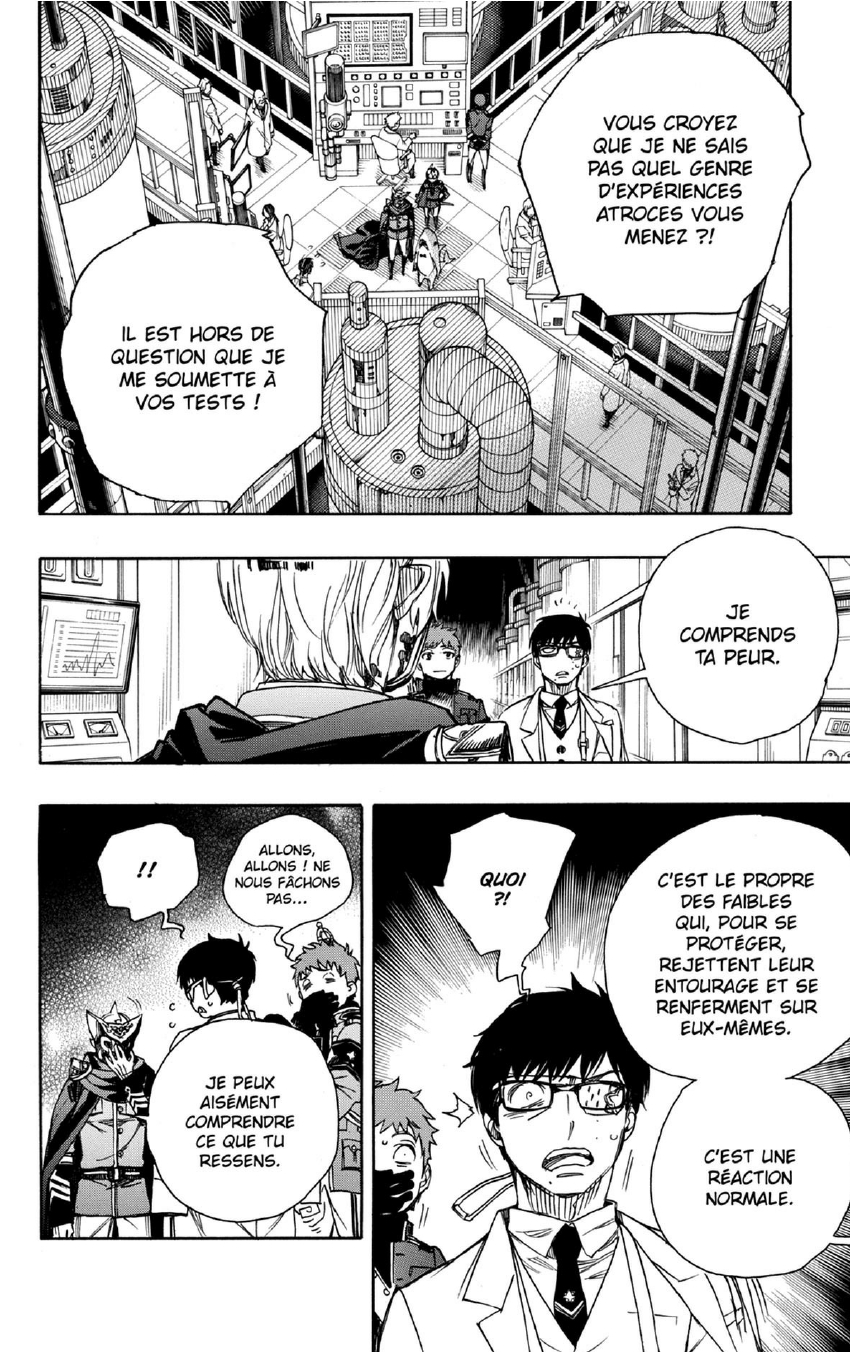 VOUS CROYEZ
QUE JE NE SAIS
PAS QUEL GENRE
D'EXPÉRIENCES
ATROCES VOUS
MENEZ ?!
IL EST HORS DE
QUESTION QUE JE
ME SOUMETTE À
VOS TESTS !
JE
COMPRENDS
TA PEUR.
C'EST LE PROPRE
DES FAIBLES
QUI, POUR SE
PROTÉGER,
REJETTENT LEUR
ENTOURAGE ET SE
RENFERMENT SUR
EUX-MÊMES.
QUOI
?!
C'EST UNE
RÉACTION
NORMALE.
ALLONS,
ALLONS ! NE
NOUS FÂCHONS
PAS...
!!
JE PEUX
AISÉMENT
COMPRENDRE
CE QUE TU
RESSENS.